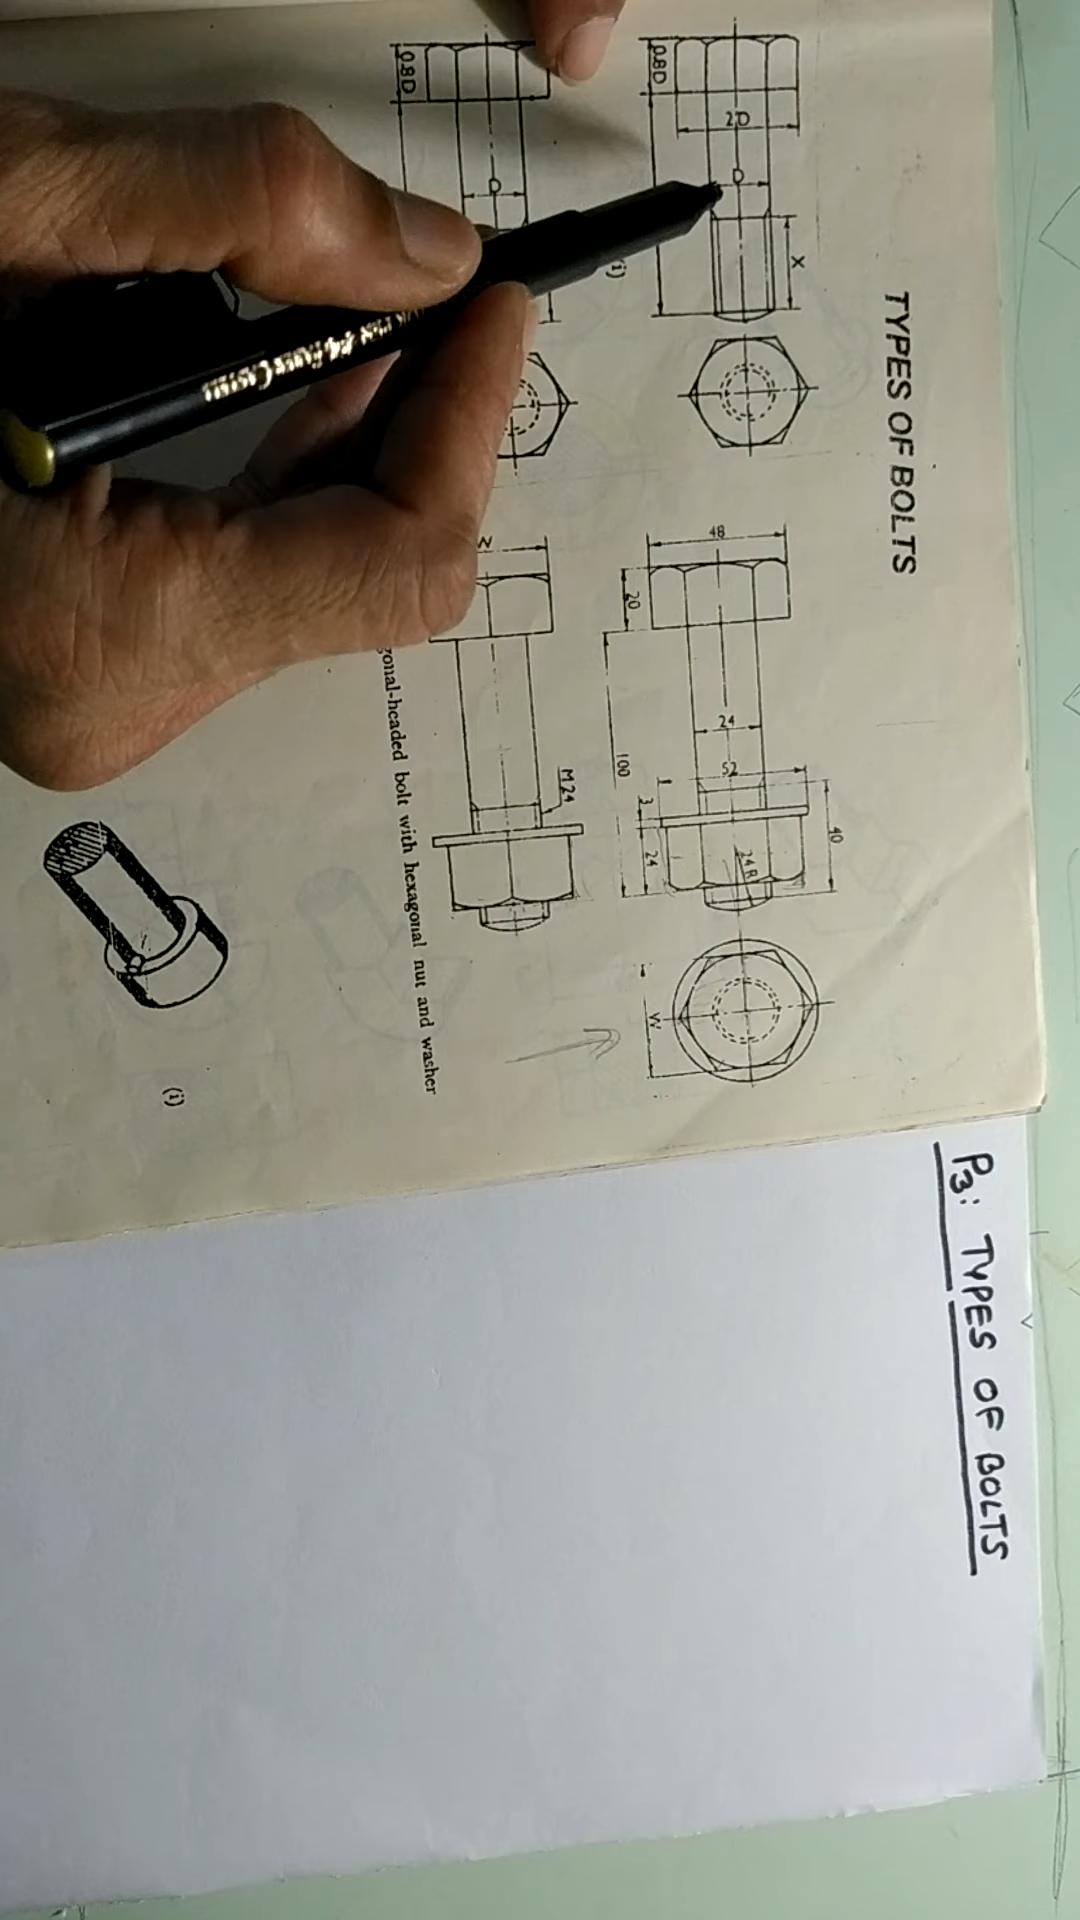 TYPES OF BOLTS
0.8D
2D
D
X
0.8D
D
(i)
48
20
24
52
100
3
24
24R
40
W
M24
gonal-headed bolt with hexagonal nut and washer
(i)
P3: TYPES OF BOLTS